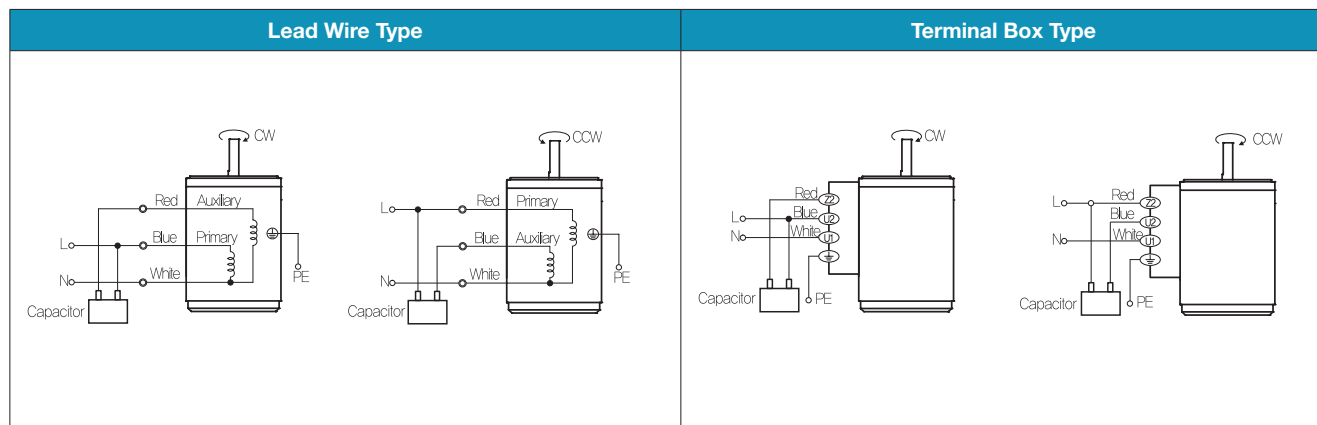 Lead Wire Type
Terminal Box Type
CW
Red Auxiliary
L Blue Primary
N White
PE
Capacitor
CCW
L Red Primary
Blue Auxiliary
N White
PE
Capacitor
CW
Red Z2
L Blue U2
N White U1
Capacitor PE
CCW
L Red Z2
Blue U2
N White U1
Capacitor PE